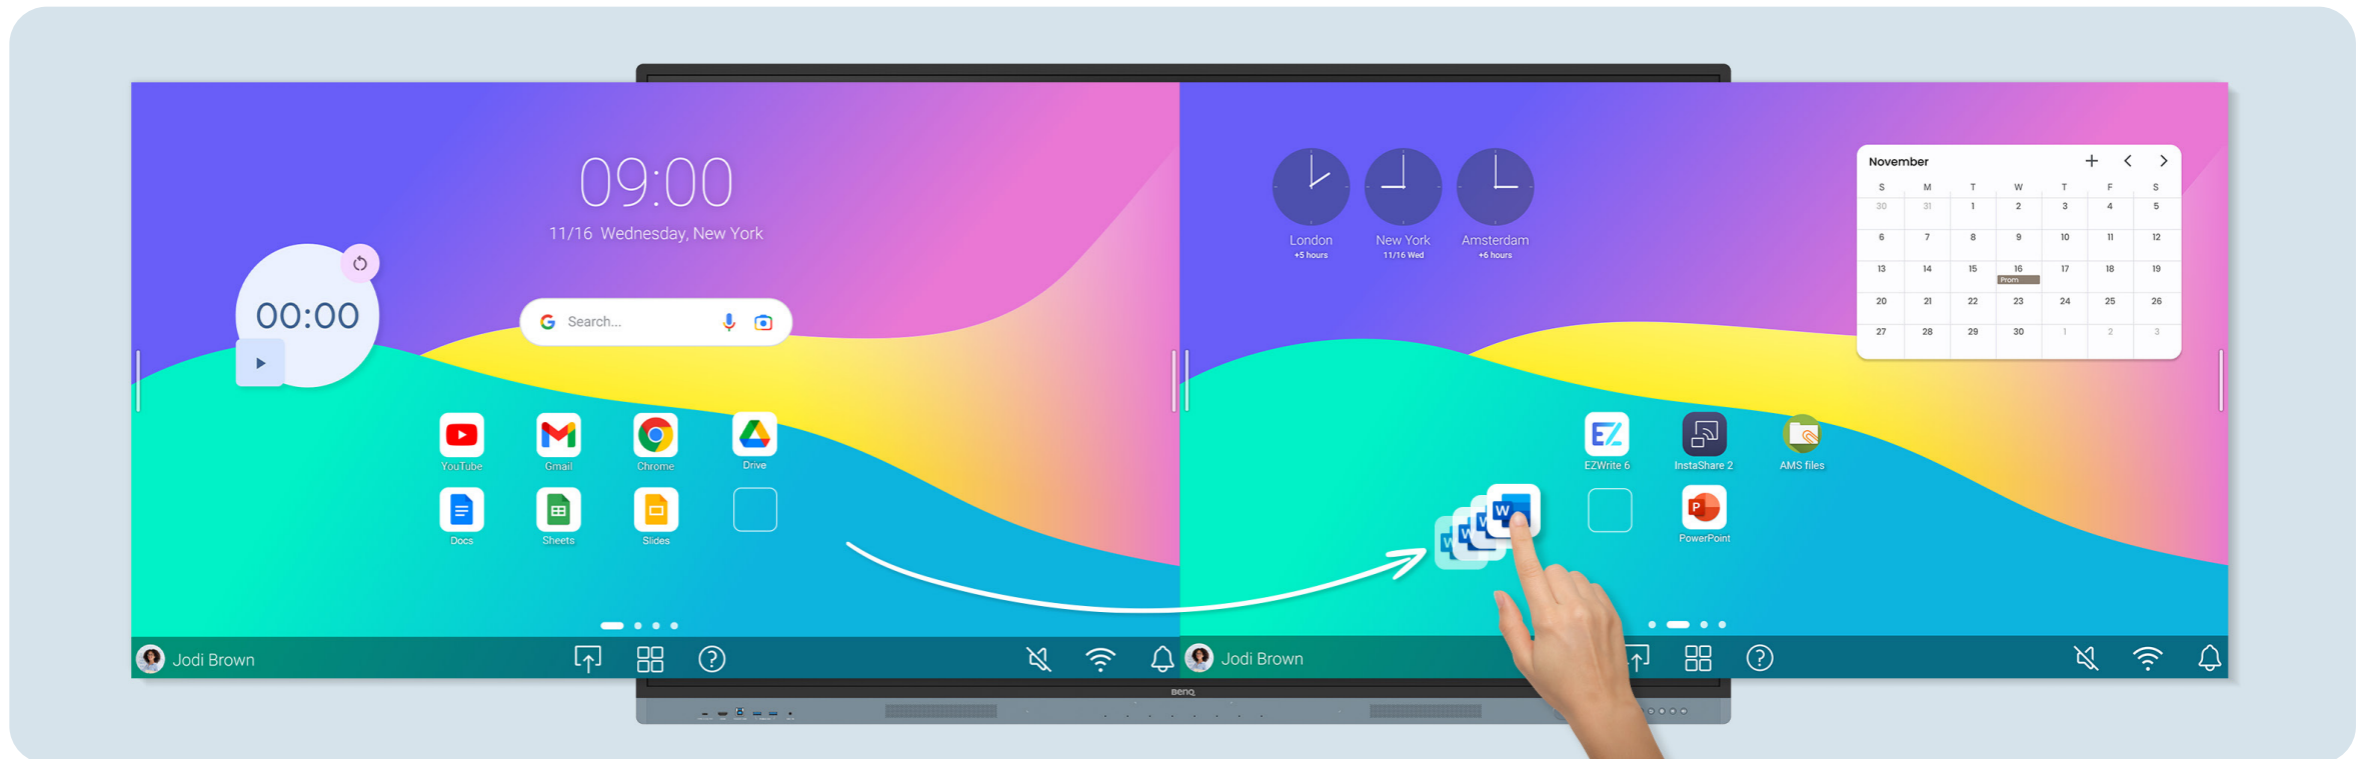 09:00
11/16 Wednesday, New York
00:00
Search...
YouTube
Gmail
Chrome
Drive
Docs
Sheets
Slides
Jodi Brown
London
+5 hours
New York
11/16 Wed
Amsterdam
+6 hours
November
S M T W T F S
30 31 1 2 3 4 5
6 7 8 9 10 11 12
13 14 15 16 17 18 19
Prom
20 21 22 23 24 25 26
27 28 29 30 1 2 3
EZWrite 6
InstaShare 2
AMS files
W
W
W
W
P
PowerPoint
Jodi Brown
BenQ